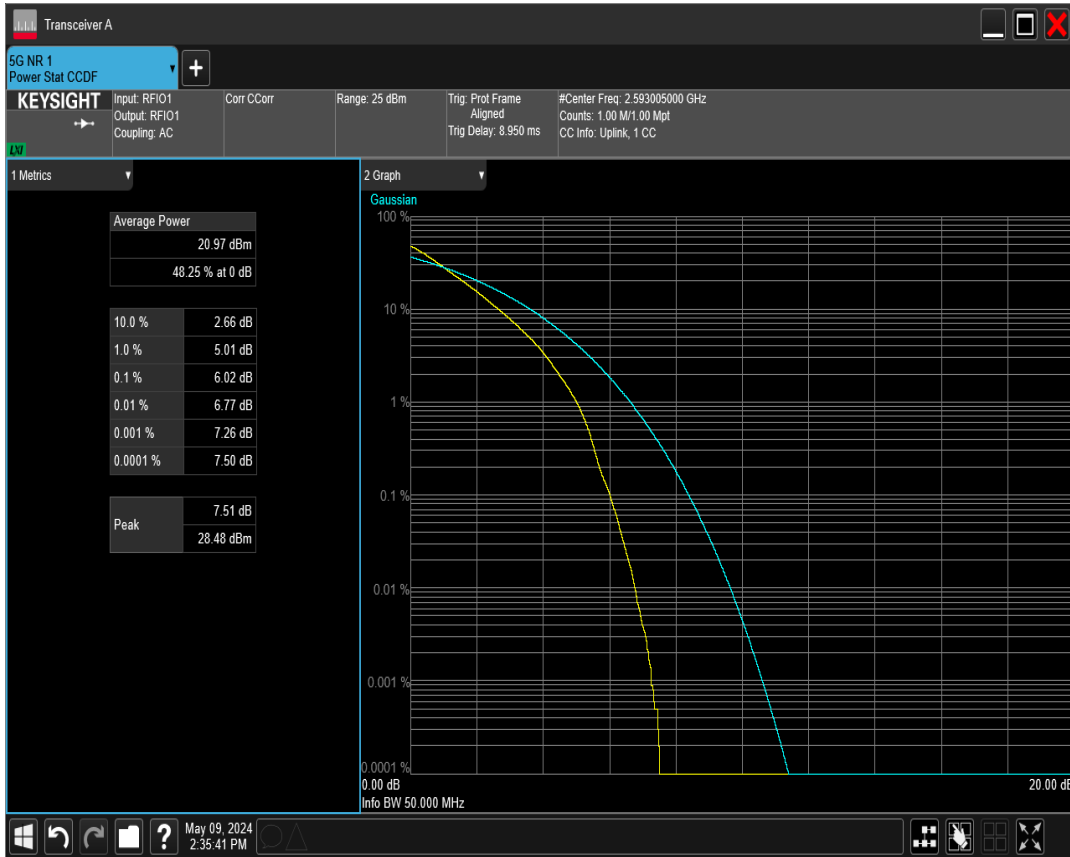 Transceiver A
5G NR 1
Power Stat CCDF
KEYSIGHT
LXI
Input: RFIO1
Output: RFIO1
Coupling: AC
Corr CCorr
Range: 25 dBm
Trig: Prot Frame
Aligned
Trig Delay: 8.950 ms
#Center Freq: 2.593005000 GHz
Counts: 1.00 M/1.00 Mpt
CC Info: Uplink, 1 CC
1 Metrics
Average Power
20.97 dBm
48.25 % at 0 dB
10.0 % 2.66 dB
1.0 % 5.01 dB
0.1 % 6.02 dB
0.01 % 6.77 dB
0.001 % 7.26 dB
0.0001 % 7.50 dB
Peak
7.51 dB
28.48 dBm
2 Graph
Gaussian
100 %
10 %
1 %
0.1 %
0.01 %
0.001 %
0.0001 %
0.00 dB 20.00 dB
Info BW 50.000 MHz
?
May 09, 2024
2:35:41 PM